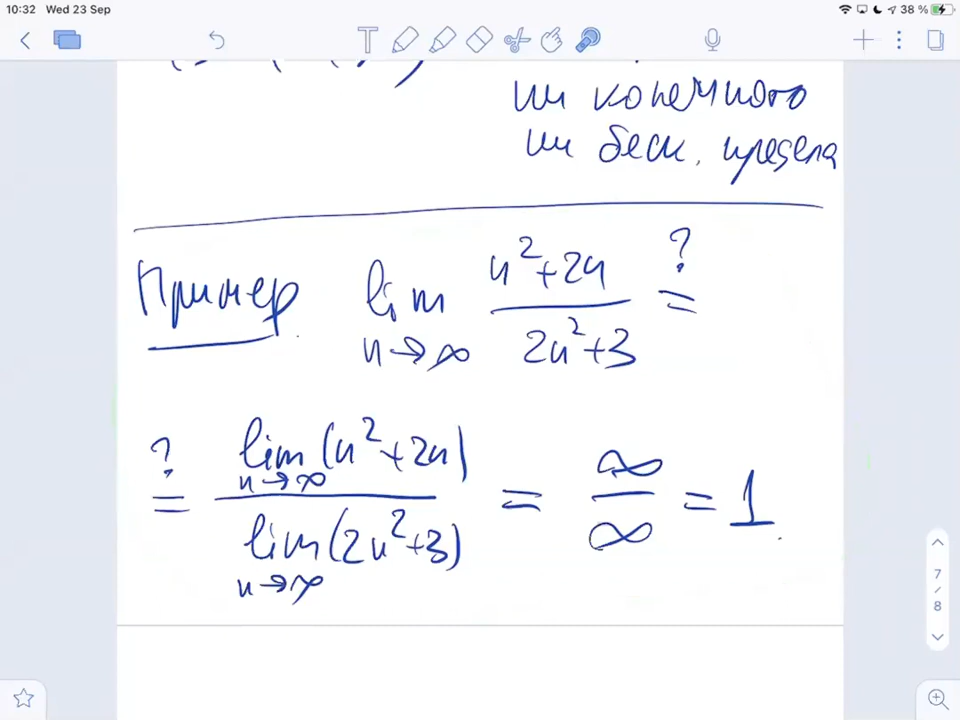 10:32 Wed 23 Sep 38 %
T
ни конечного
ни беск. предела
Пример lim n→∞ (n²+2n)/(2n²+3) =?
=? lim n→∞ (n²+2n) / lim n→∞ (2n²+3) = ∞/∞ = 1
7
/
8